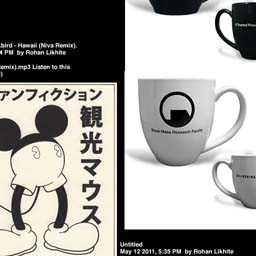 bird - Hawaii (Niva Remix).
4 PM by Rohan Likhite
Remix).mp3 Listen to this
)
ァンフィクション
観光マウス
Black Mesa Research Facility
Untitled
May 12 2011, 5:35 PM by Rohan Likhite